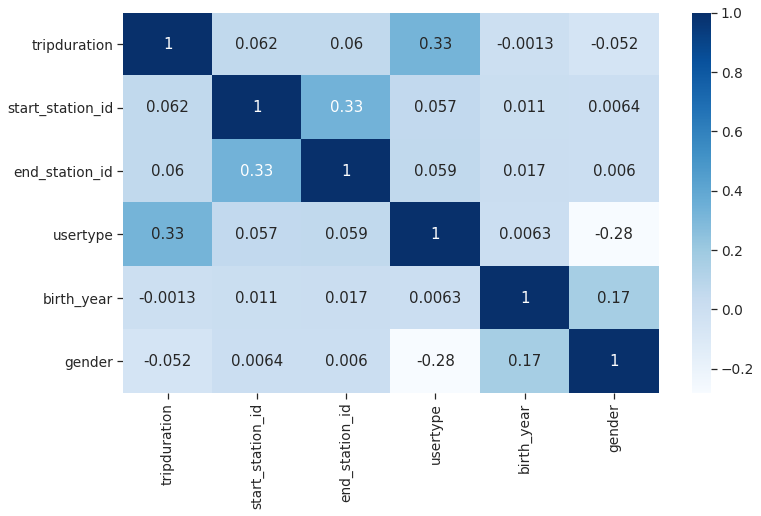 tripduration 1 0.062 0.06 0.33 -0.0013 -0.052
start_station_id 0.062 1 0.33 0.057 0.011 0.0064
end_station_id 0.06 0.33 1 0.059 0.017 0.006
usertype 0.33 0.057 0.059 1 0.0063 -0.28
birth_year -0.0013 0.011 0.017 0.0063 1 0.17
gender -0.052 0.0064 0.006 -0.28 0.17 1
tripduration
start_station_id
end_station_id
usertype
birth_year
gender
1.0
0.8
0.6
0.4
0.2
0.0
−0.2